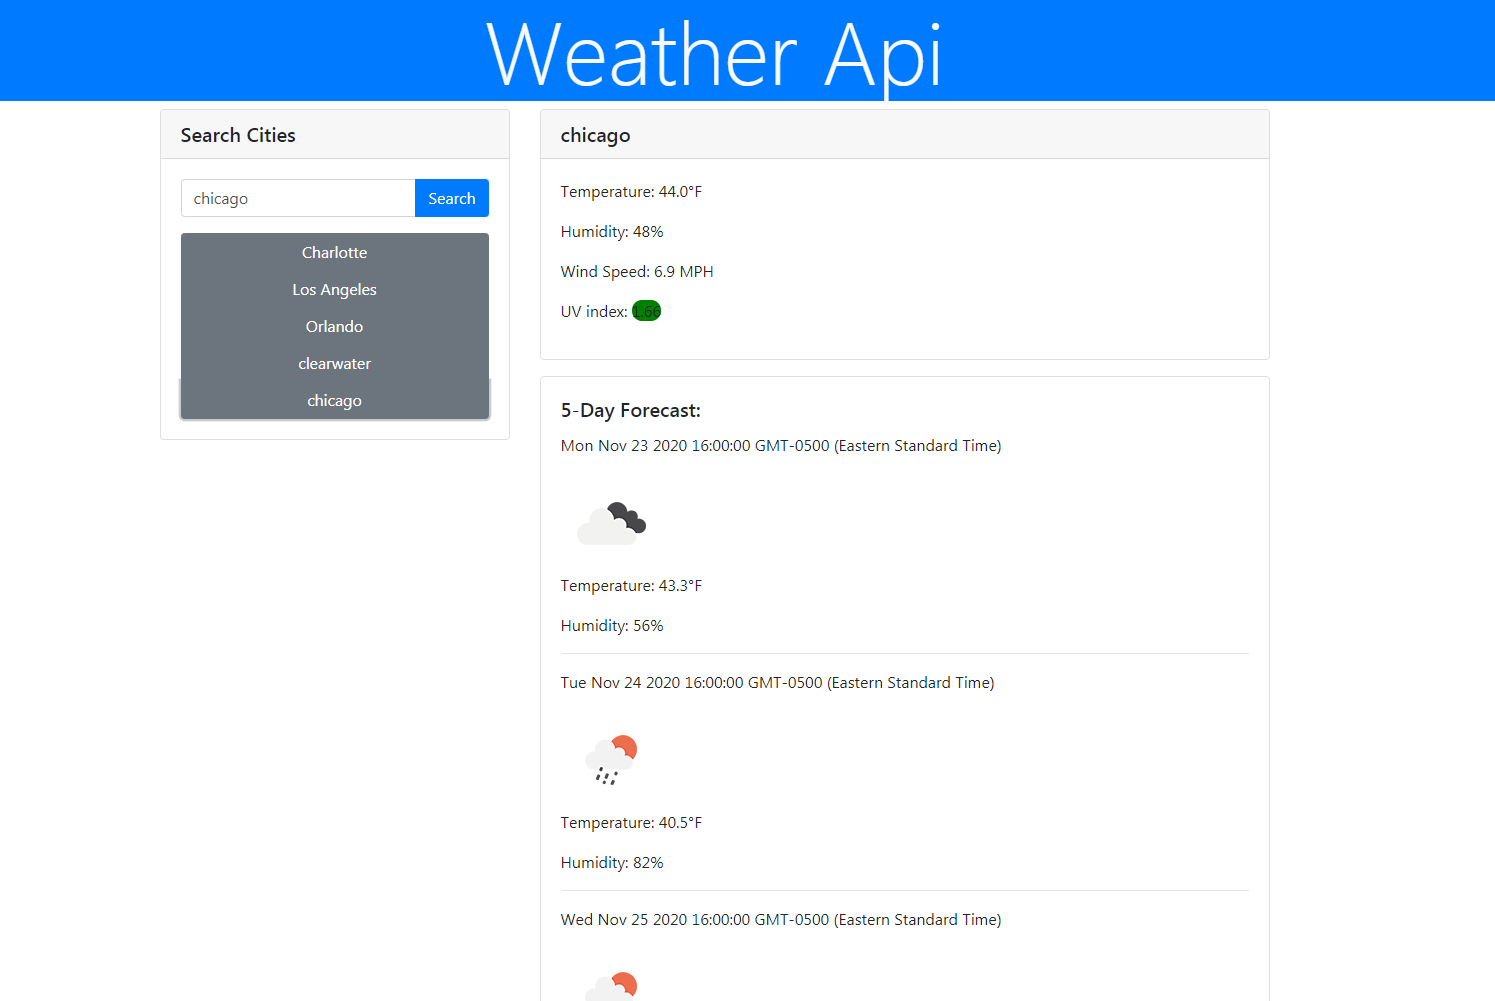 Weather Api
Search Cities
chicago
Search
Charlotte
Los Angeles
Orlando
clearwater
chicago
chicago
Temperature: 44.0°F
Humidity: 48%
Wind Speed: 6.9 MPH
UV index: 1.66
5-Day Forecast:
Mon Nov 23 2020 16:00:00 GMT-0500 (Eastern Standard Time)
Temperature: 43.3°F
Humidity: 56%
Tue Nov 24 2020 16:00:00 GMT-0500 (Eastern Standard Time)
Temperature: 40.5°F
Humidity: 82%
Wed Nov 25 2020 16:00:00 GMT-0500 (Eastern Standard Time)